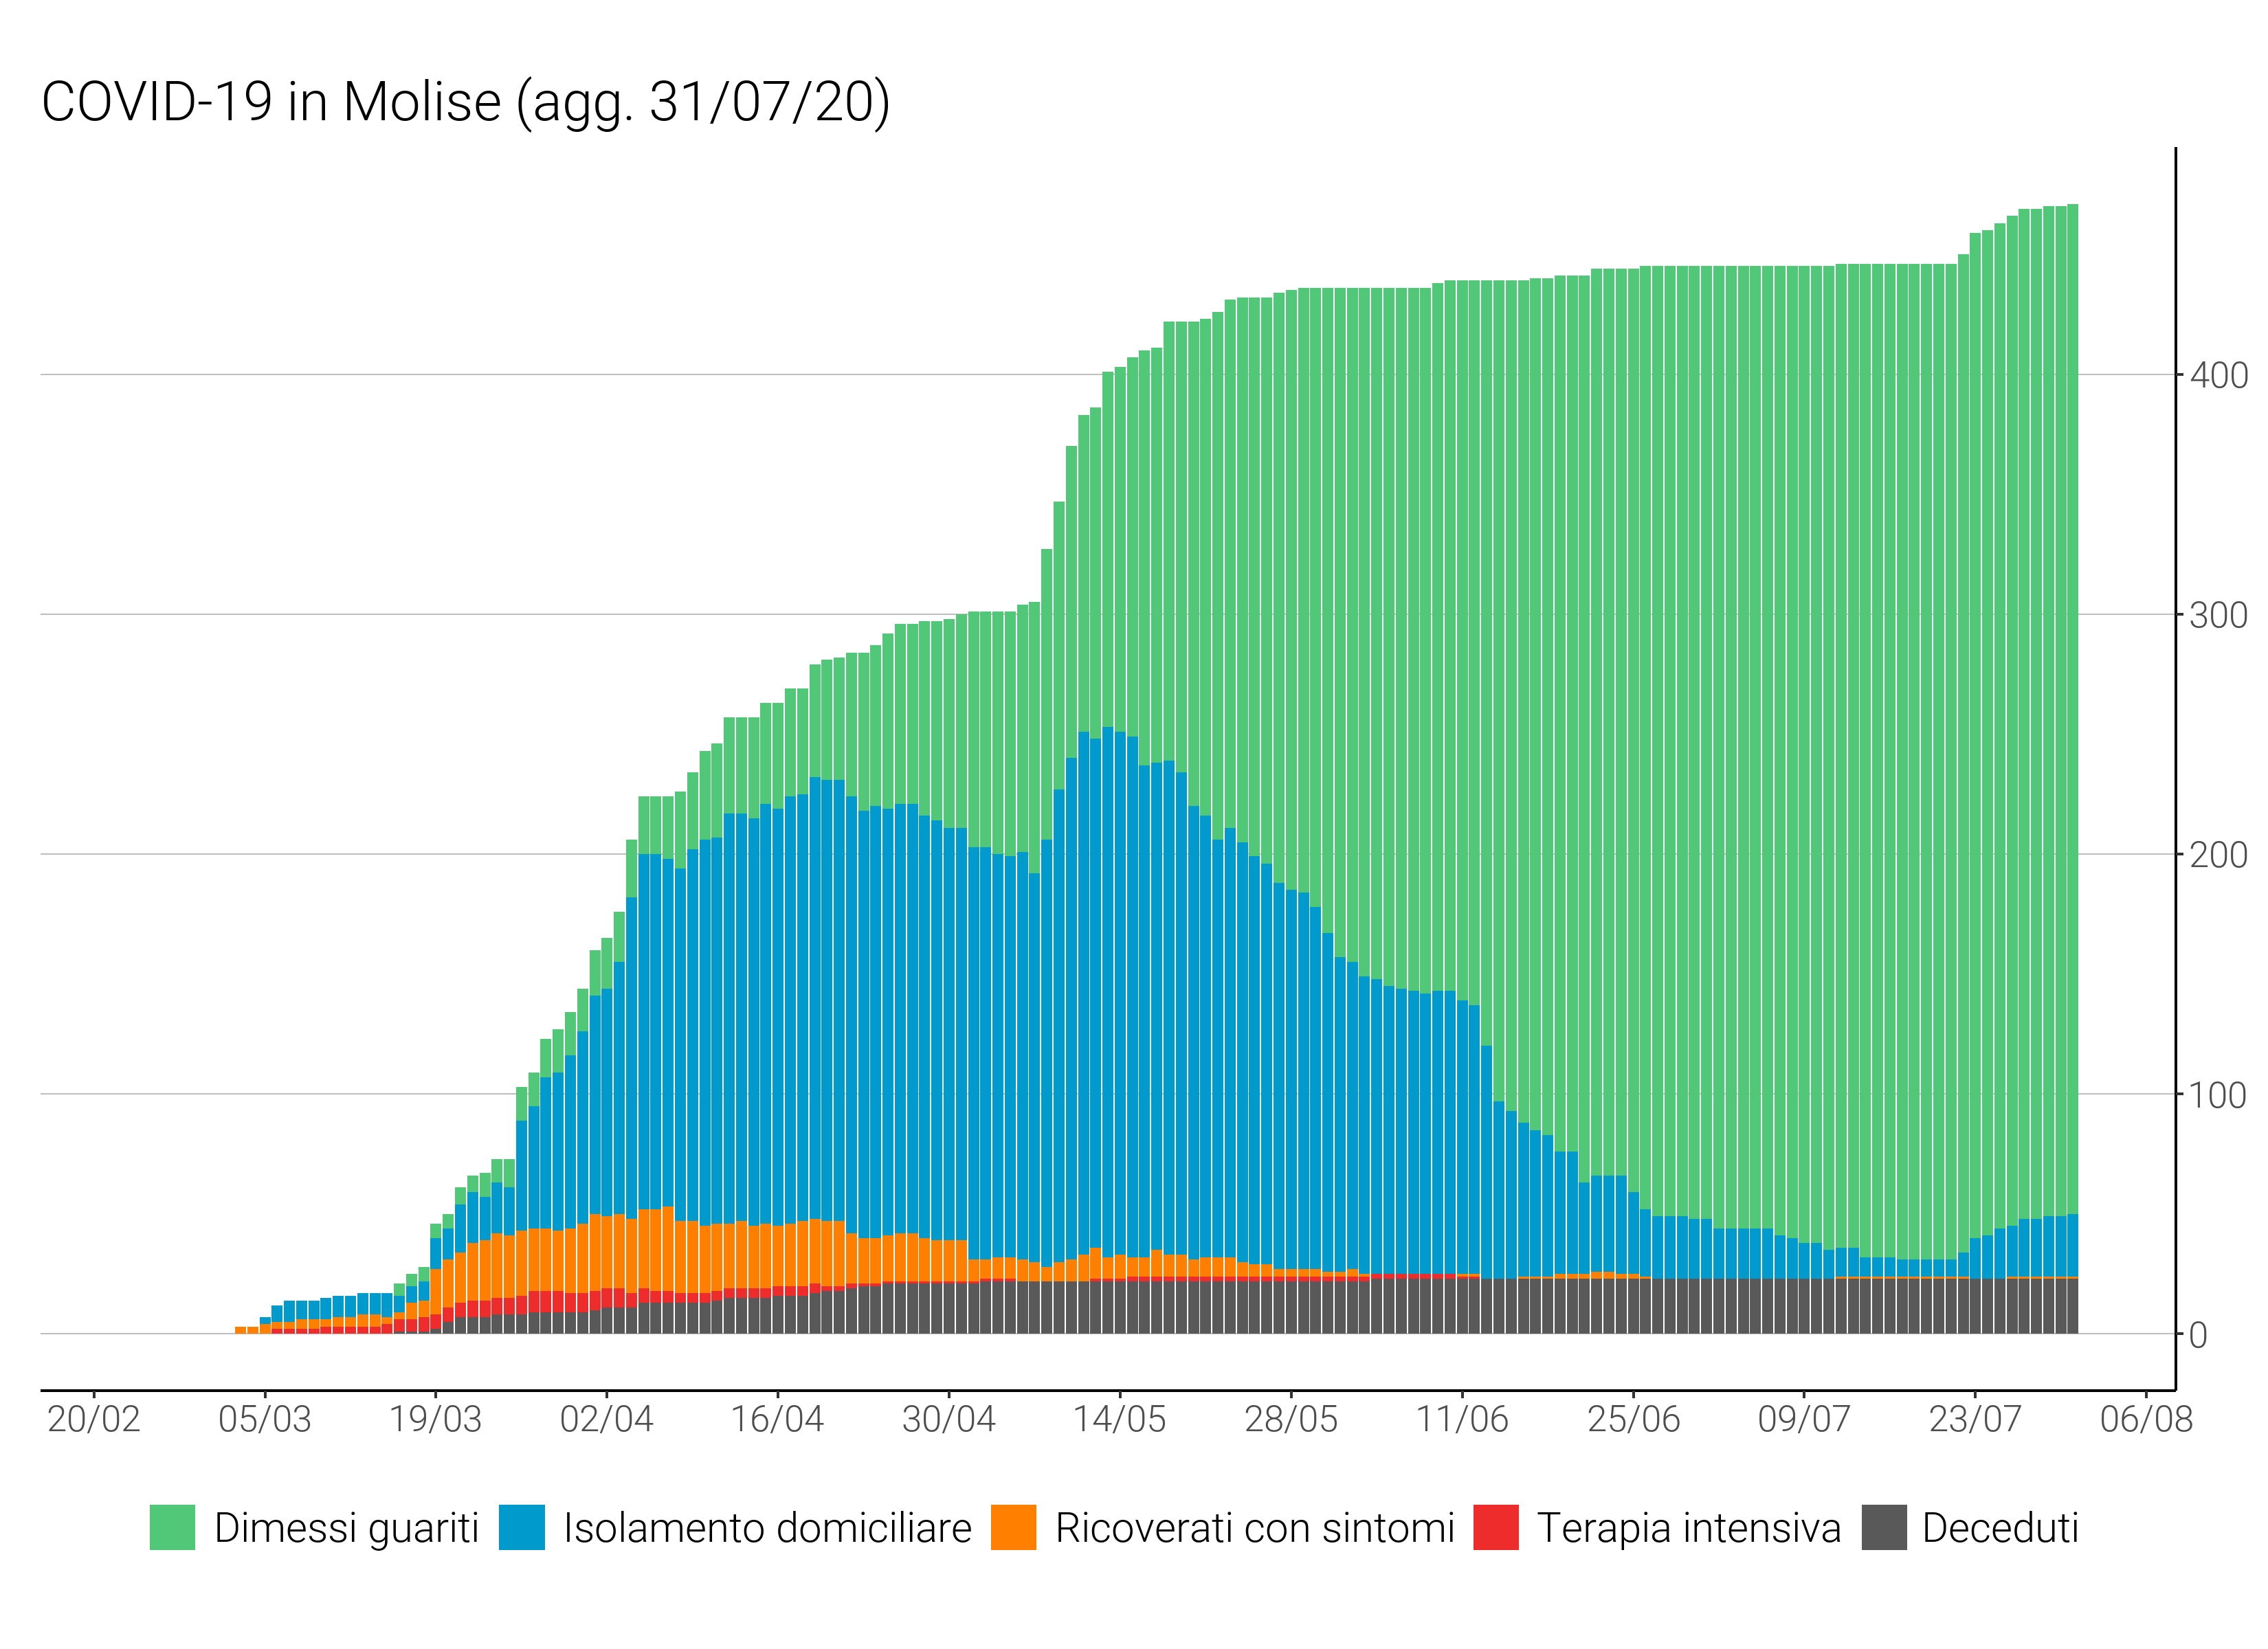 COVID-19 in Molise (agg. 31/07/20)
400
300
200
100
0
20/02 05/03 19/03 02/04 16/04 30/04 14/05 28/05 11/06 25/06 09/07 23/07 06/08
Dimessi guariti Isolamento domiciliare Ricoverati con sintomi Terapia intensiva Deceduti